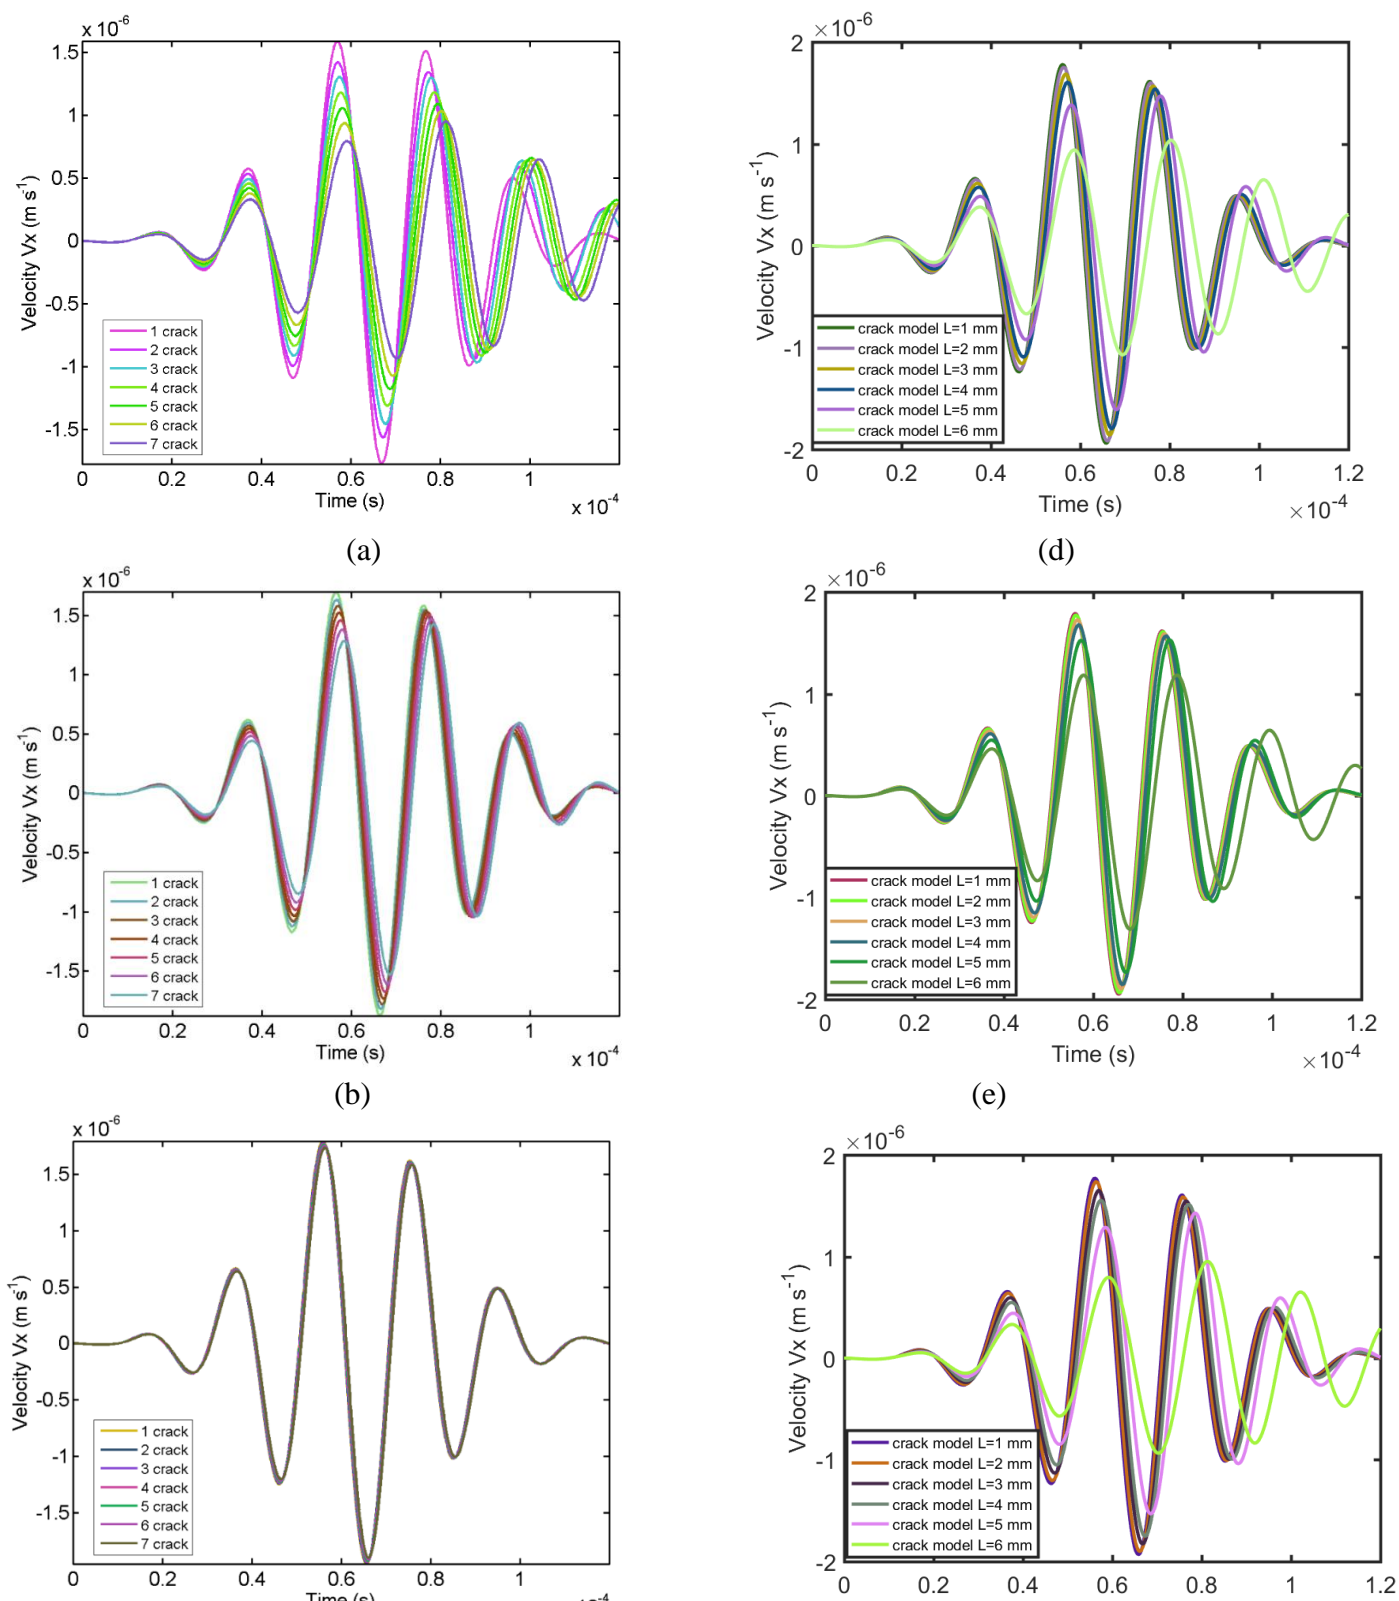 x 10-6
1.5
1
0.5
0
-0.5
-1
-1.5
Velocity Vx (m s-1)
1 crack
2 crack
3 crack
4 crack
5 crack
6 crack
7 crack
0 0.2 0.4 0.6 0.8 1
Time (s)
x 10-4
(a)
×10-6
2
1
0
-1
-2
Velocity Vx (m s-1)
crack model L=1 mm
crack model L=2 mm
crack model L=3 mm
crack model L=4 mm
crack model L=5 mm
crack model L=6 mm
0 0.2 0.4 0.6 0.8 1 1.2
Time (s)
×10-4
(d)
x 10-6
1.5
1
0.5
0
-0.5
-1
-1.5
Velocity Vx (m s-1)
1 crack
2 crack
3 crack
4 crack
5 crack
6 crack
7 crack
0 0.2 0.4 0.6 0.8 1
Time (s)
x 10-4
(b)
×10-6
2
1
0
-1
-2
Velocity Vx (m s-1)
crack model L=1 mm
crack model L=2 mm
crack model L=3 mm
crack model L=4 mm
crack model L=5 mm
crack model L=6 mm
0 0.2 0.4 0.6 0.8 1 1.2
Time (s)
×10-4
(e)
x 10-6
1.5
1
0.5
0
-0.5
-1
-1.5
Velocity Vx (m s-1)
1 crack
2 crack
3 crack
4 crack
5 crack
6 crack
7 crack
0 0.2 0.4 0.6 0.8 1
Time (s)
×10-6
2
1
0
-1
-2
Velocity Vx (m s-1)
crack model L=1 mm
crack model L=2 mm
crack model L=3 mm
crack model L=4 mm
crack model L=5 mm
crack model L=6 mm
0 0.2 0.4 0.6 0.8 1 1.2